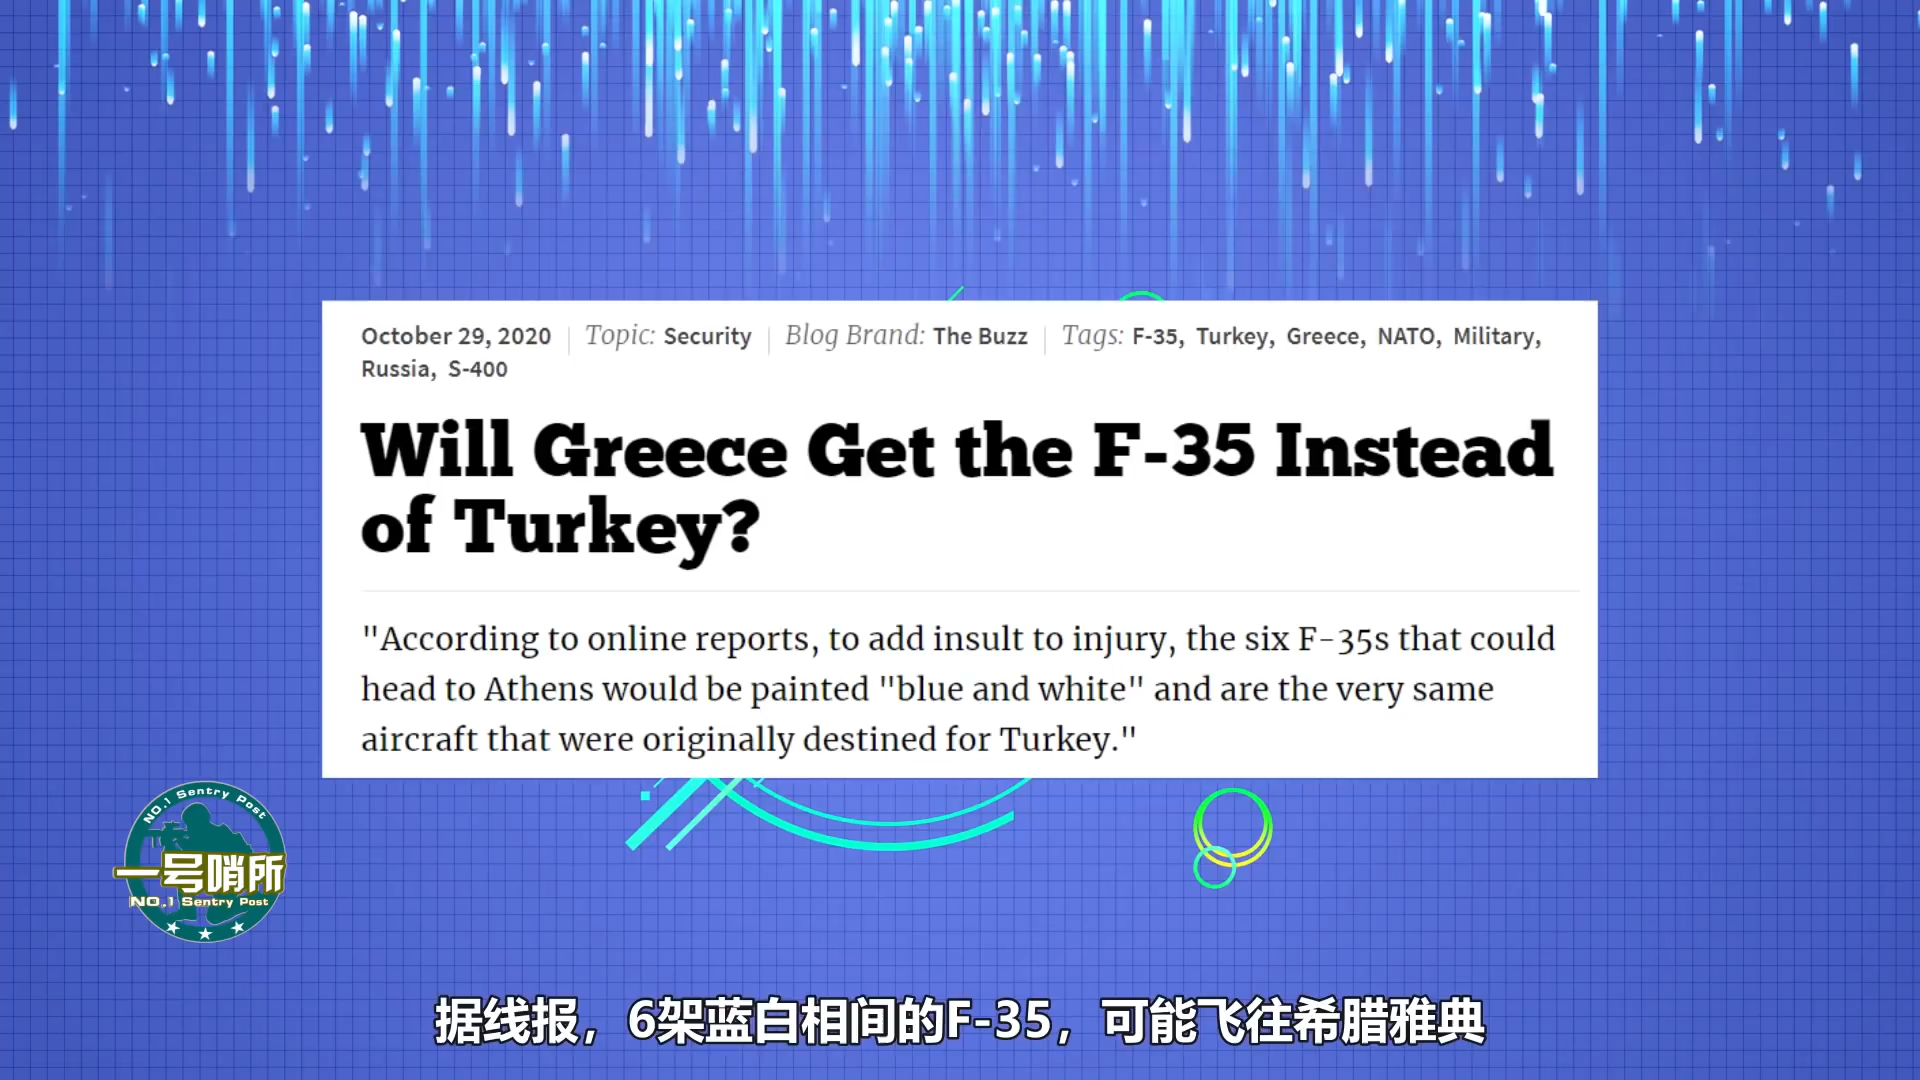 October 29, 2020 Topic: Security Blog Brand: The Buzz Tags: F-35, Turkey, Greece, NATO, Military,
Russia, S-400
Will Greece Get the F-35 Instead
of Turkey?
"According to online reports, to add insult to injury, the six F-35s that could
head to Athens would be painted "blue and white" and are the very same
aircraft that were originally destined for Turkey."
NO.1 Sentry Post
一号哨所
NO.1 Sentry Post
据线报，6架蓝白相间的F-35，可能飞往希腊雅典